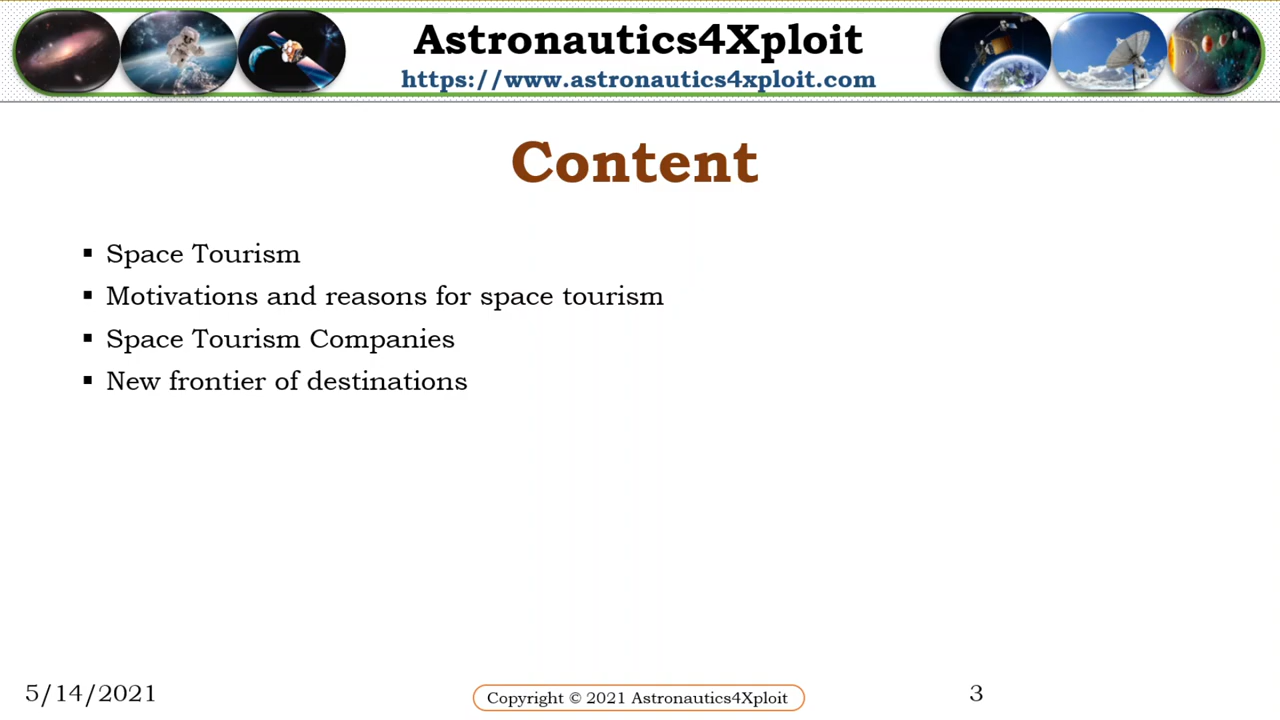 Astronautics4Xploit
https://www.astronautics4xploit.com
Content
▪ Space Tourism
▪ Motivations and reasons for space tourism
▪ Space Tourism Companies
▪ New frontier of destinations
5/14/2021
Copyright © 2021 Astronautics4Xploit
3